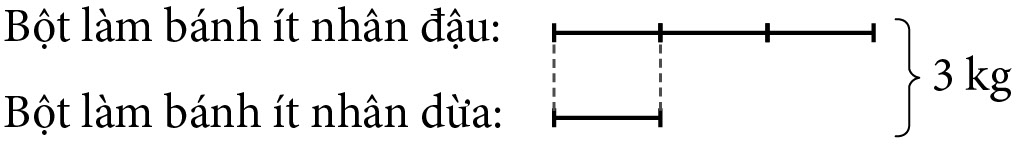 Bột làm bánh ít nhân đậu:
3 kg
Bột làm bánh ít nhân dừa: